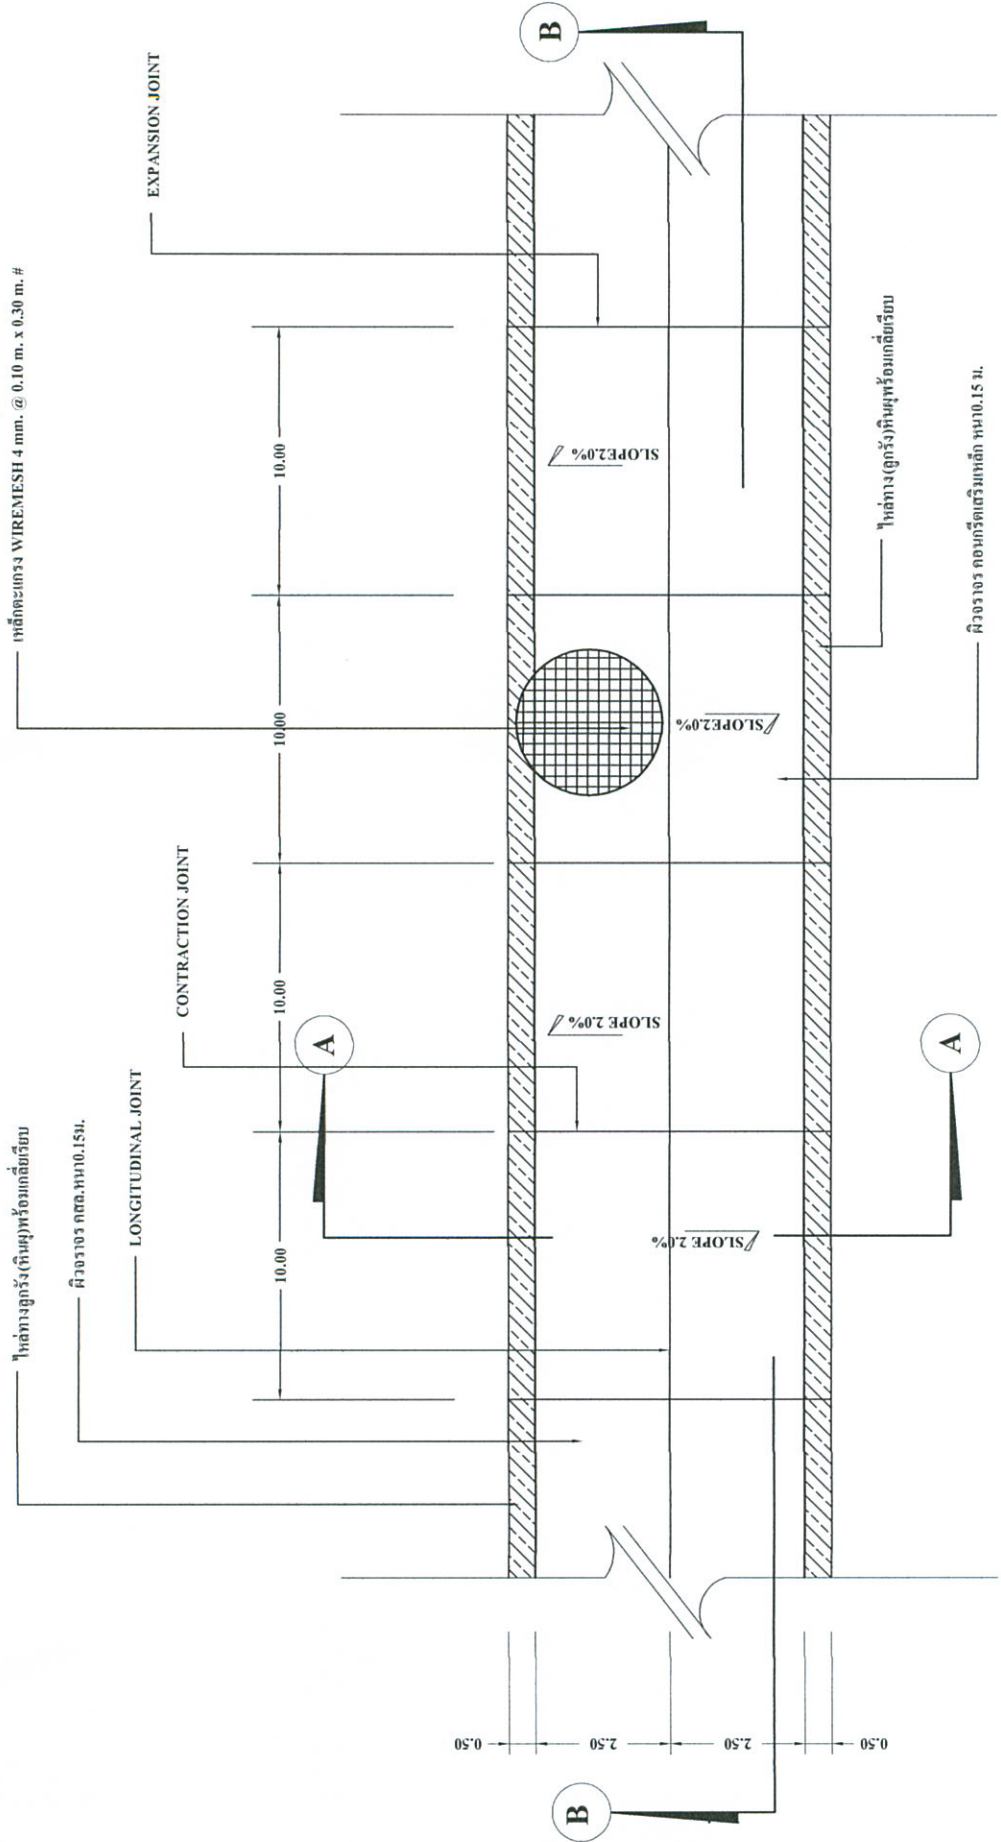 ไหล่ทางลูกรัง(หินผุ)พร้อมเกลี่ยเรียบ
ผิวจราจร คสล.หนา0.15ม.
LONGITUDINAL JOINT
CONTRACTION JOINT
เหล็กตะแกรง WIREMESH 4 mm. @ 0.10 m. x 0.30 m. #
EXPANSION JOINT
10.00
10.00
10.00
10.00
A
B
0.50
2.50
2.50
0.50
SLOPE 2.0%
SLOPE 2.0%
SLOPE2.0%
SLOPE2.0%
B
A
ไหล่ทาง(ลูกรัง)หินผุพร้อมเกลี่ยเรียบ
ผิวจราจร คอนกรีตเสริมเหล็ก หนา0.15 ม.